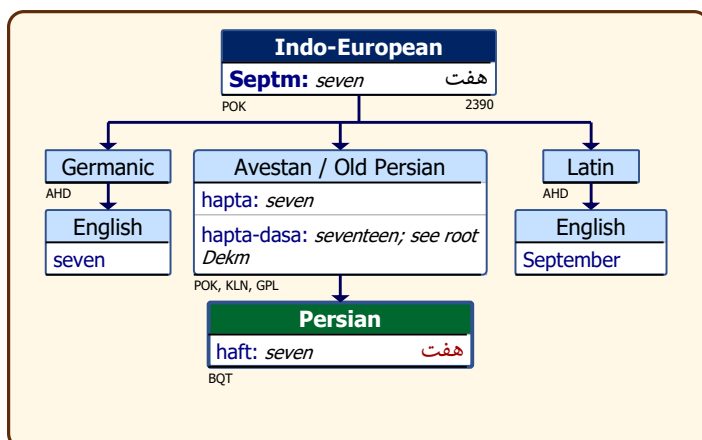 Indo-European
Septm: seven هفت
POK 2390
Germanic
AHD
English
seven
Avestan / Old Persian
hapta: seven
hapta-dasa: seventeen; see root
Dekm
POK, KLN, GPL
Latin
AHD
English
September
Persian
haft: seven هفت
BQT